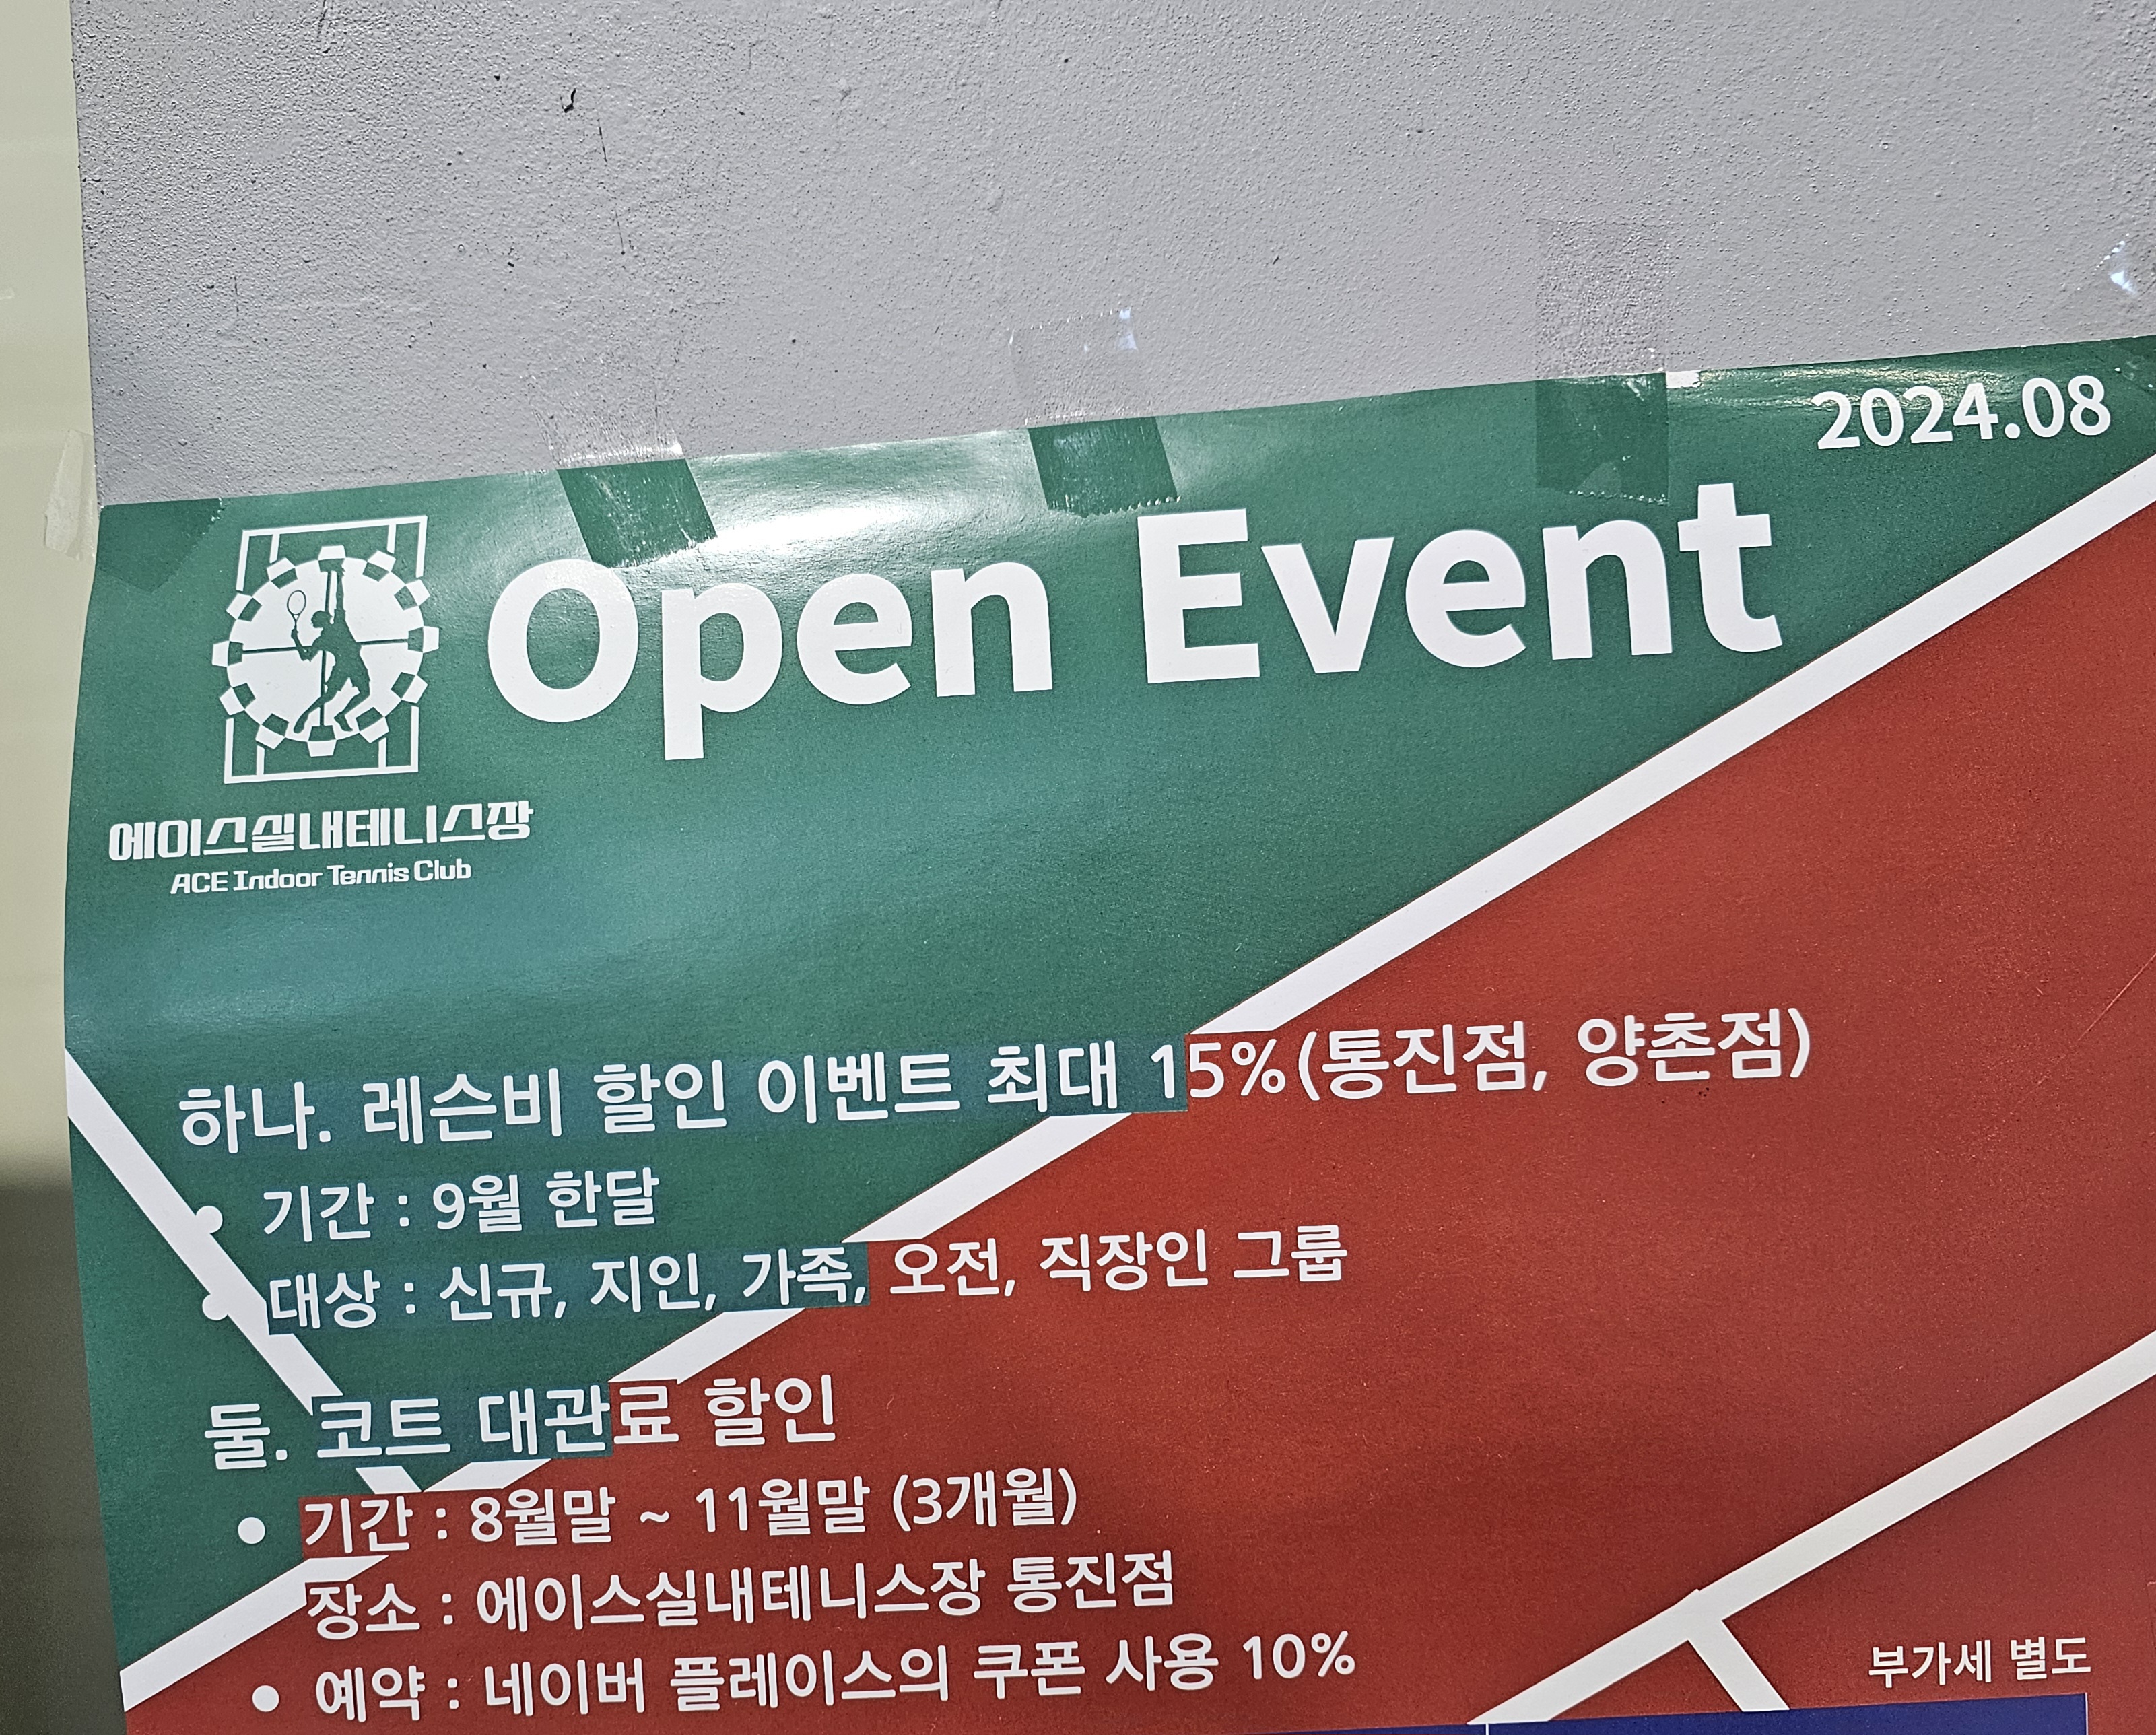 2024.08
Open Event
에이스실내테니스장
ACE Indoor Tennis Club
하나. 레슨비 할인 이벤트 최대 15%(통진점, 양촌점)
• 기간 : 9월 한달
• 대상 : 신규, 지인, 가족, 오전, 직장인 그룹
둘. 코트 대관료 할인
• 기간 : 8월말 ~ 11월말 (3개월)
장소 : 에이스실내테니스장 통진점
• 예약 : 네이버 플레이스의 쿠폰 사용 10%
부가세 별도